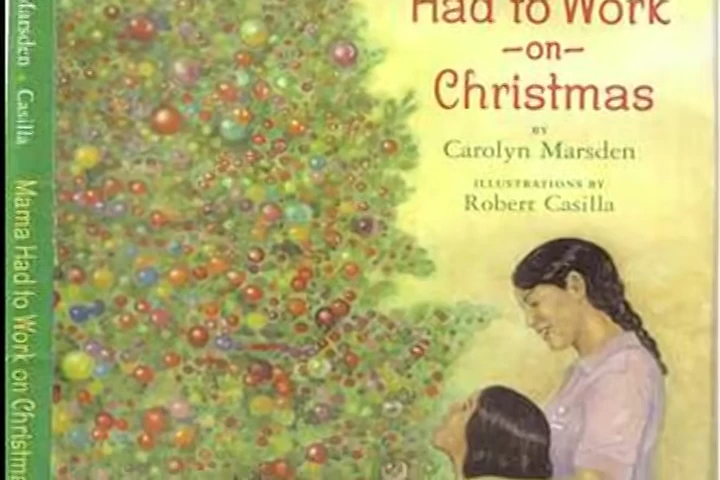 Had to Work
-on-
Christmas
BY
Carolyn Marsden
ILLUSTRATIONS BY
Robert Casilla
Marsden • Casilla
Mama Had to Work on Christma